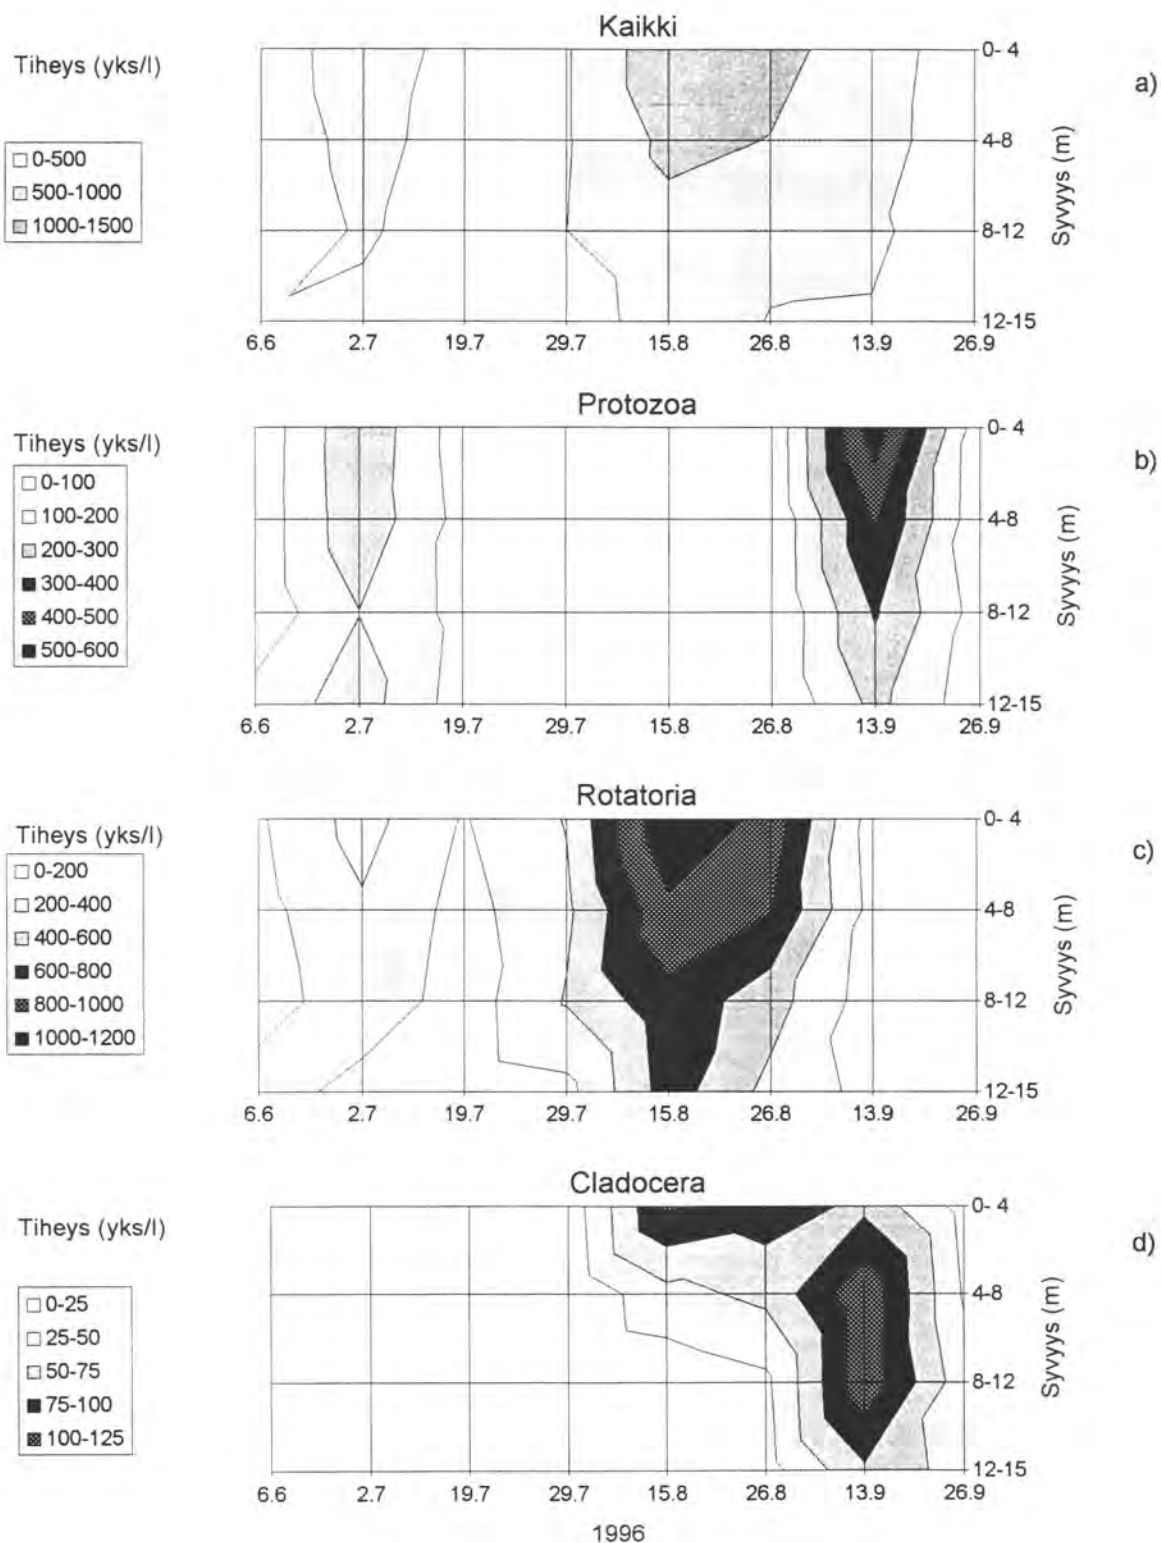 Kaikki
Tiheys (yks/l)
a)
0-500
500-1000
1000-1500
0- 4
4-8
8-12
12-15
Syvyys (m)
6.6 2.7 19.7 29.7 15.8 26.8 13.9 26.9
Protozoa
Tiheys (yks/l)
b)
0-100
100-200
200-300
300-400
400-500
500-600
0- 4
4-8
8-12
12-15
Syvyys (m)
6.6 2.7 19.7 29.7 15.8 26.8 13.9 26.9
Rotatoria
Tiheys (yks/l)
c)
0-200
200-400
400-600
600-800
800-1000
1000-1200
0- 4
4-8
8-12
12-15
Syvyys (m)
6.6 2.7 19.7 29.7 15.8 26.8 13.9 26.9
Cladocera
Tiheys (yks/l)
d)
0-25
25-50
50-75
75-100
100-125
0- 4
4-8
8-12
12-15
Syvyys (m)
6.6 2.7 19.7 29.7 15.8 26.8 13.9 26.9
1996